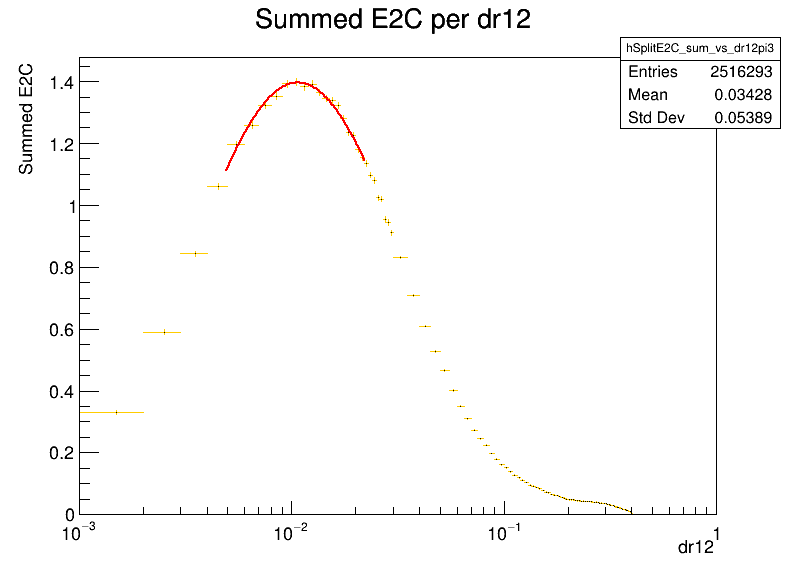 Summed E2C per dr12
hSplitE2C_sum_vs_dr12pi3
Entries 2516293
Mean 0.03428
Std Dev 0.05389
Summed E2C
1.4
1.2
1
0.8
0.6
0.4
0.2
0
10⁻³ 10⁻² 10⁻¹ 1
dr12